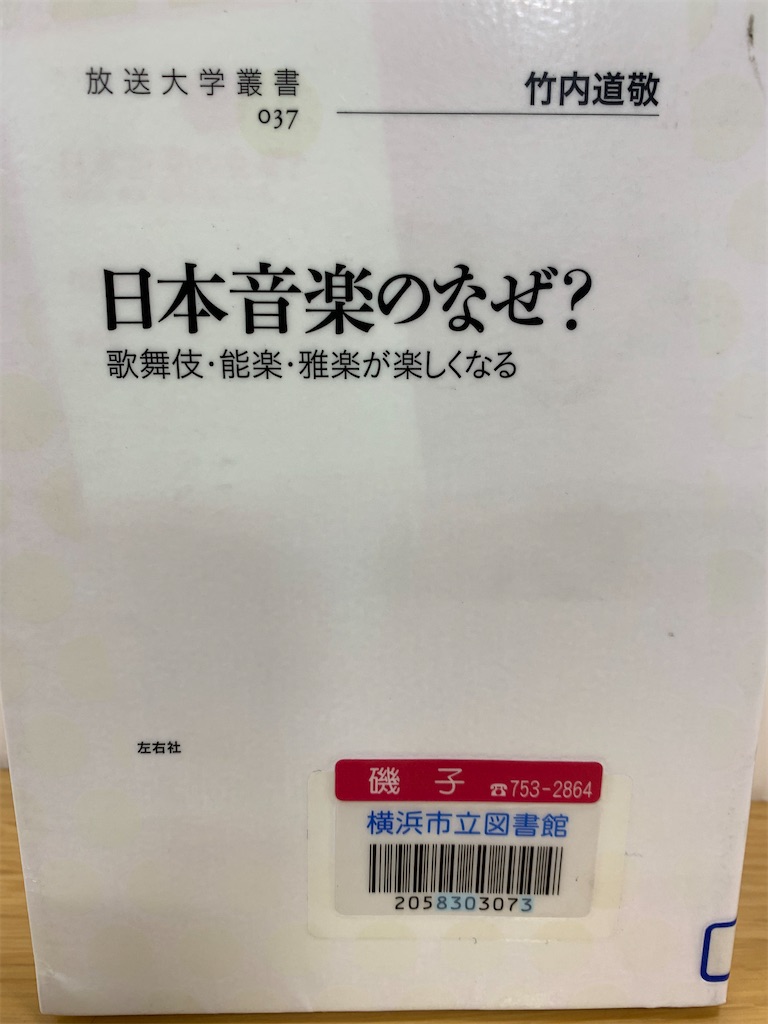 放送大学叢書
037
竹内道敬
日本音楽のなぜ?
歌舞伎・能楽・雅楽が楽しくなる
左右社
磯 子 ☎753-2864
横浜市立図書館
2058303073